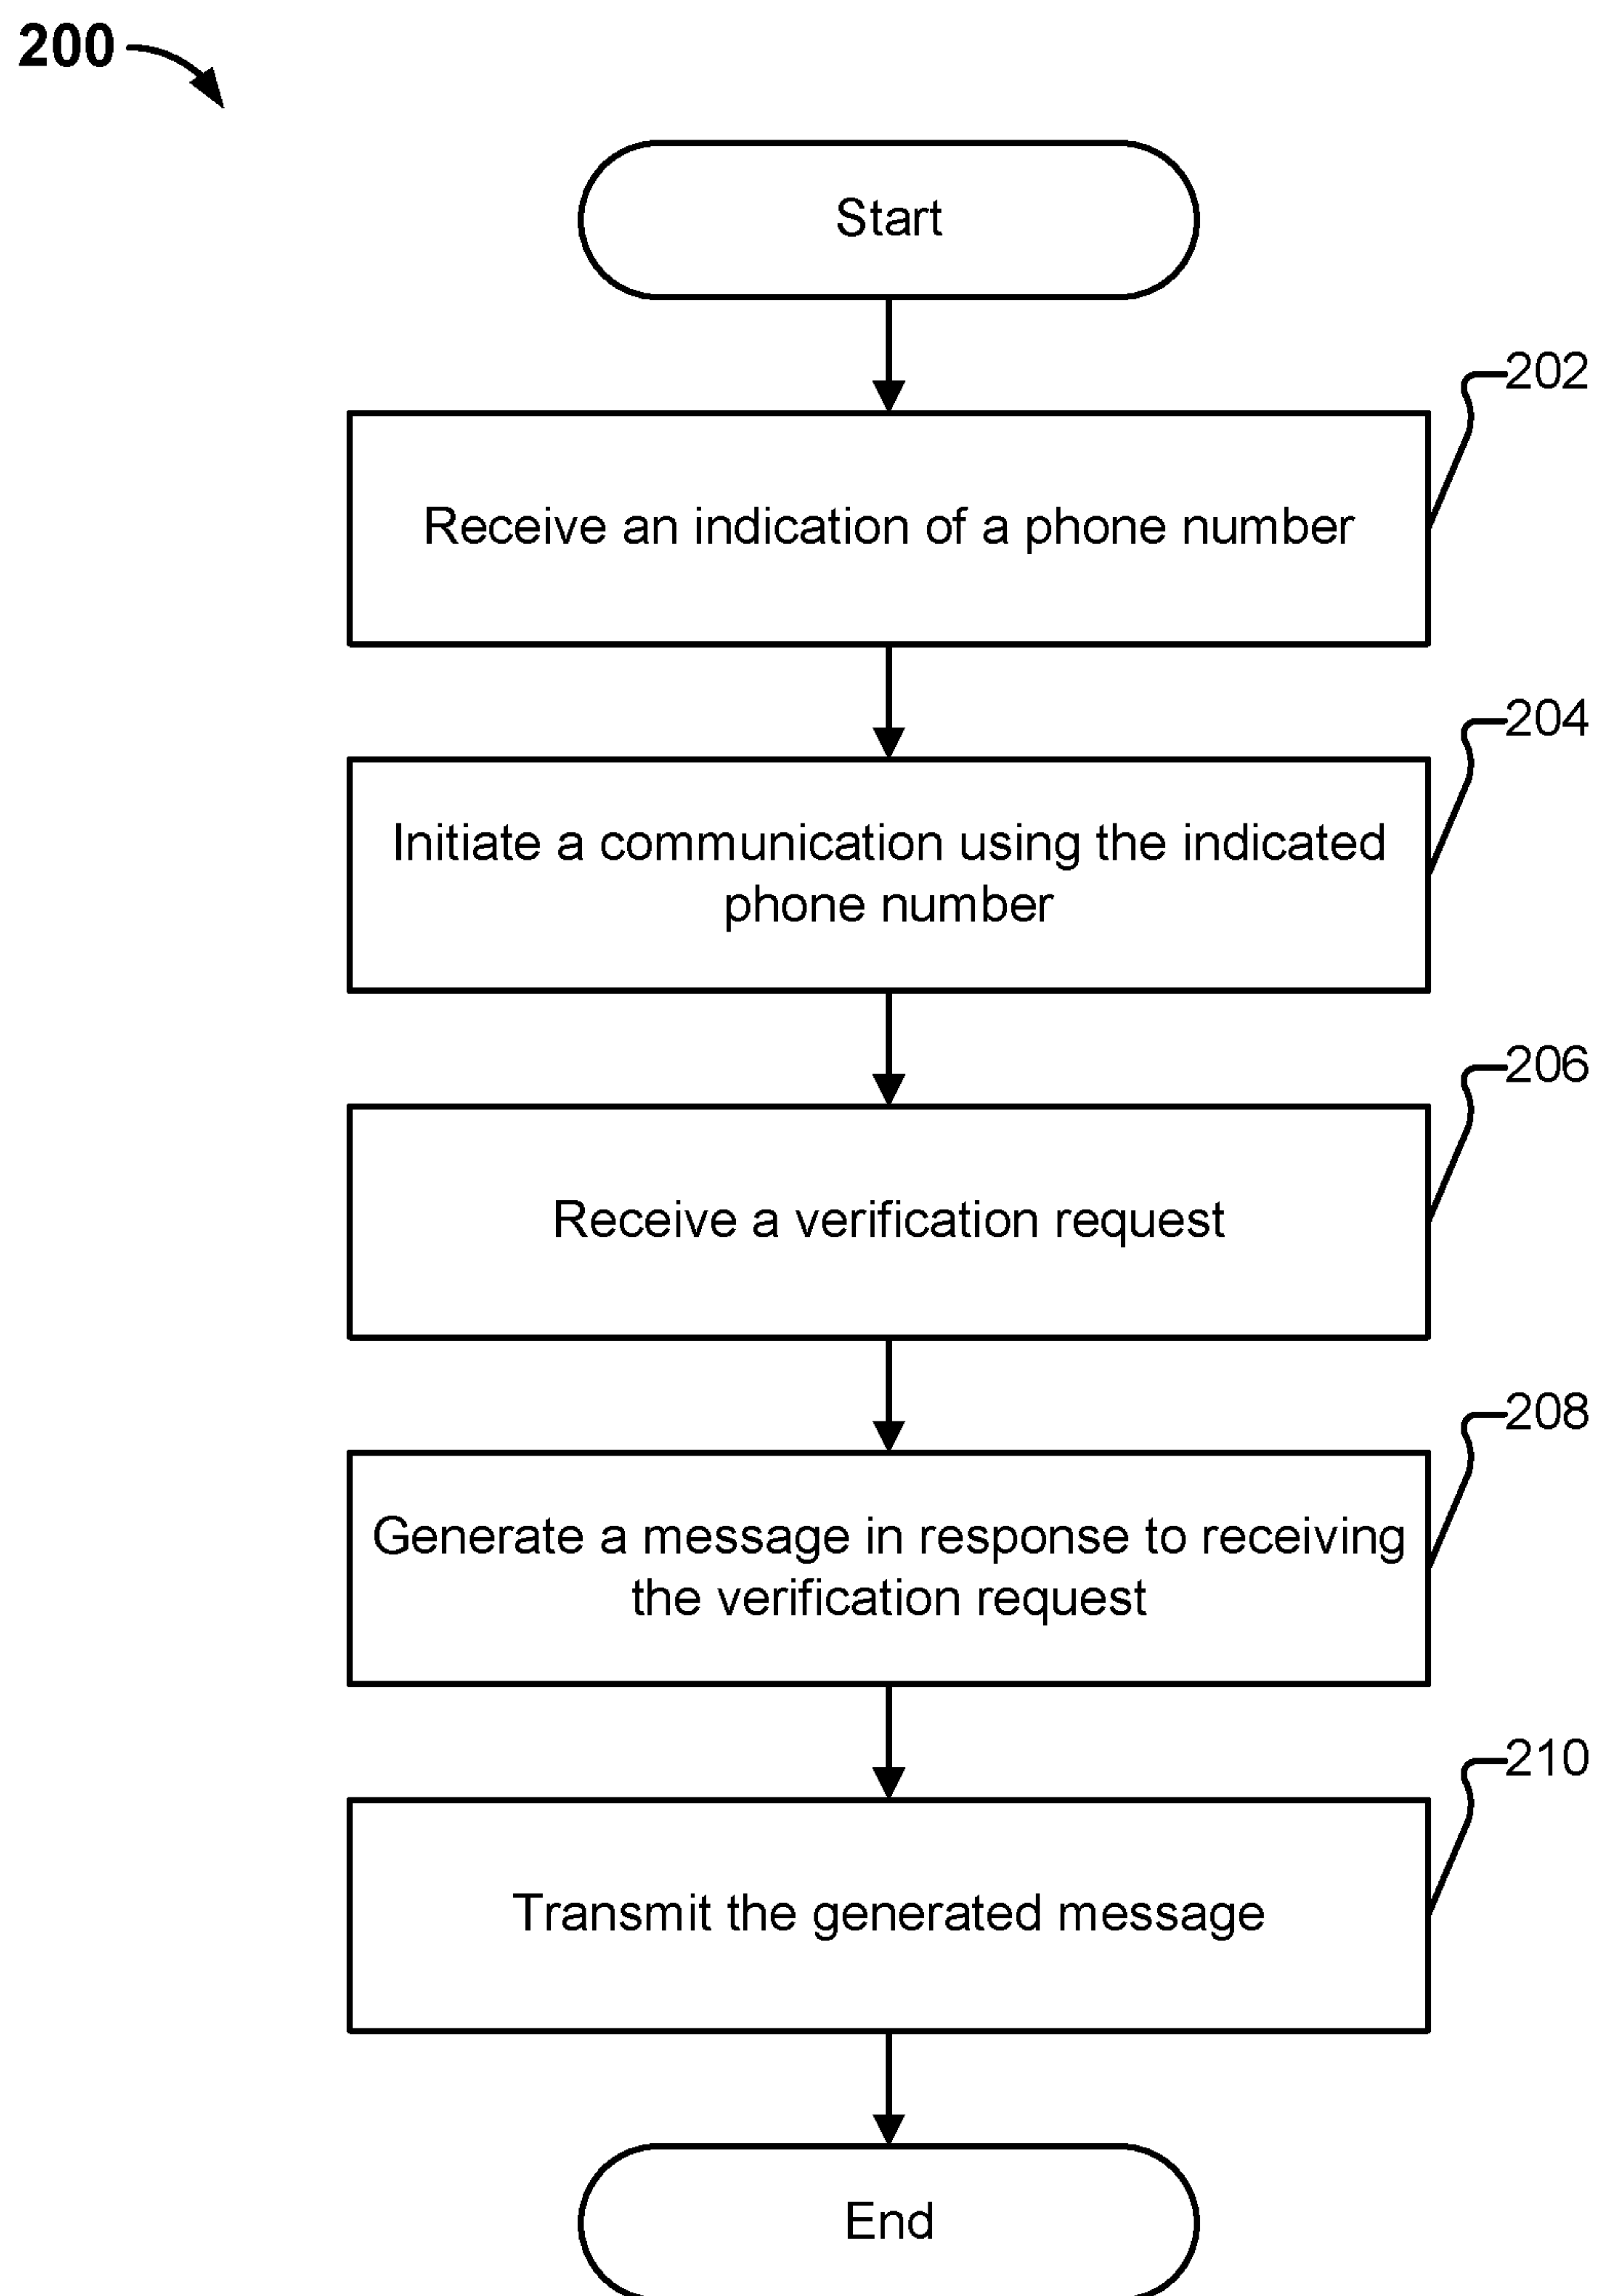 200
Start
202
Receive an indication of a phone number
204
Initiate a communication using the indicated
phone number
206
Receive a verification request
208
Generate a message in response to receiving
the verification request
210
Transmit the generated message
End